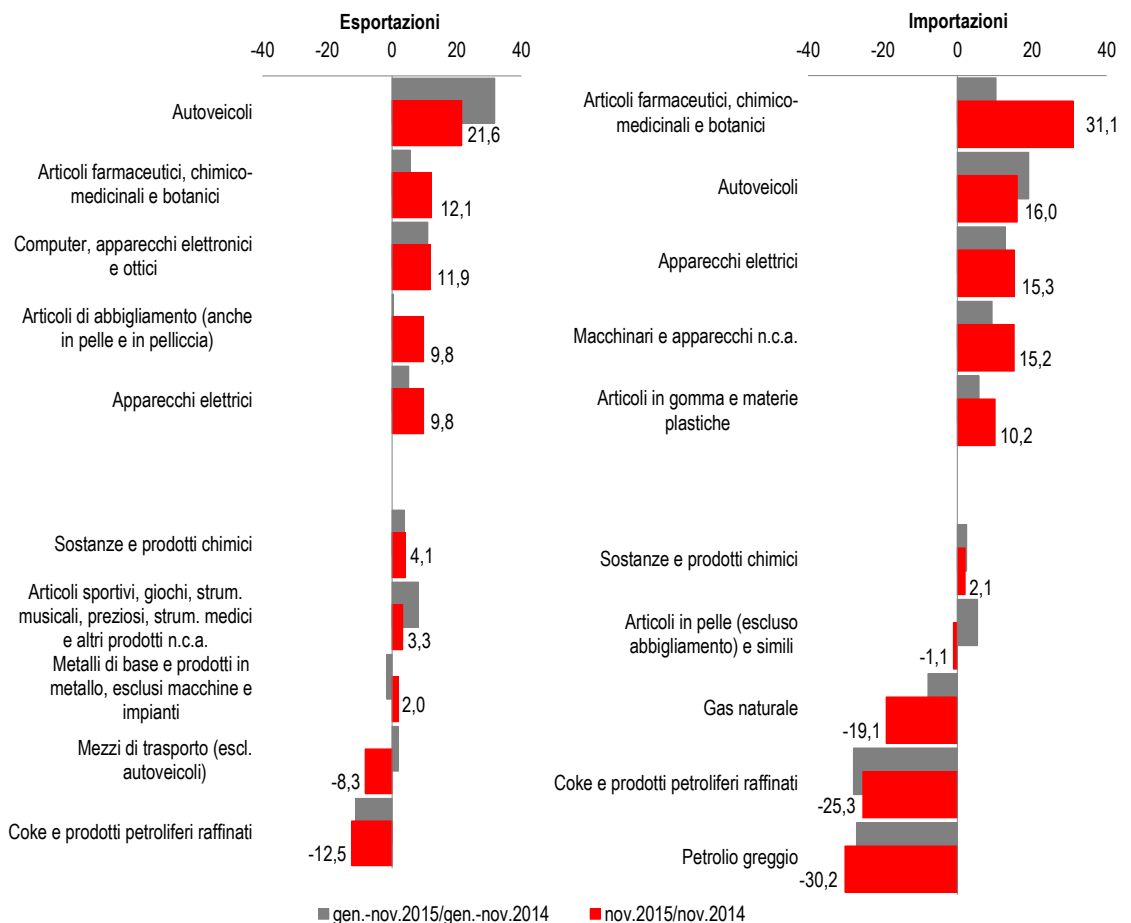 Esportazioni
-40 -20 0 20 40
Autoveicoli
21,6
Articoli farmaceutici, chimico-
medicinali e botanici
12,1
Computer, apparecchi elettronici
e ottici
11,9
Articoli di abbigliamento (anche
in pelle e in pelliccia)
9,8
Apparecchi elettrici
9,8
Sostanze e prodotti chimici
4,1
Articoli sportivi, giochi, strum.
musicali, preziosi, strum. medici
e altri prodotti n.c.a.
3,3
Metalli di base e prodotti in
metallo, esclusi macchine e
impianti
2,0
Mezzi di trasporto (escl.
autoveicoli)
-8,3
Coke e prodotti petroliferi raffinati
-12,5
Importazioni
-40 -20 0 20 40
Articoli farmaceutici, chimico-
medicinali e botanici
31,1
Autoveicoli
16,0
Apparecchi elettrici
15,3
Macchinari e apparecchi n.c.a.
15,2
Articoli in gomma e materie
plastiche
10,2
Sostanze e prodotti chimici
2,1
Articoli in pelle (escluso
abbigliamento) e simili
-1,1
Gas naturale
-19,1
Coke e prodotti petroliferi raffinati
-25,3
Petrolio greggio
-30,2
gen.-nov.2015/gen.-nov.2014
nov.2015/nov.2014